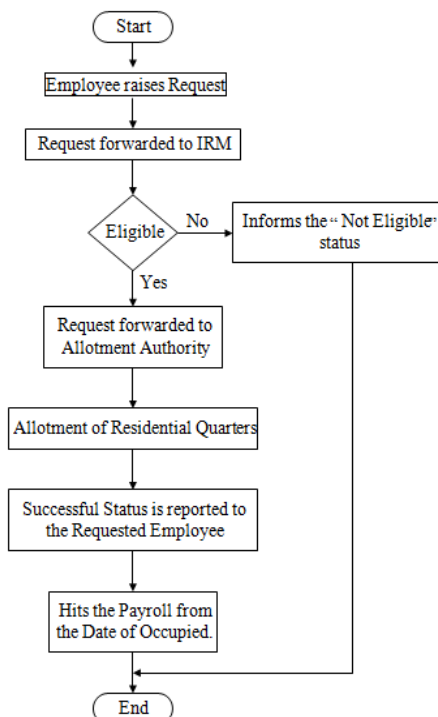 Start
Employee raises Request
Request forwarded to IRM
Eligible
No
Informs the “ Not Eligible”
status
Yes
Request forwarded to
Allotment Authority
Allotment of Residential Quarters
Successful Status is reported to
the Requested Employee
Hits the Payroll from
the Date of Occupied.
End